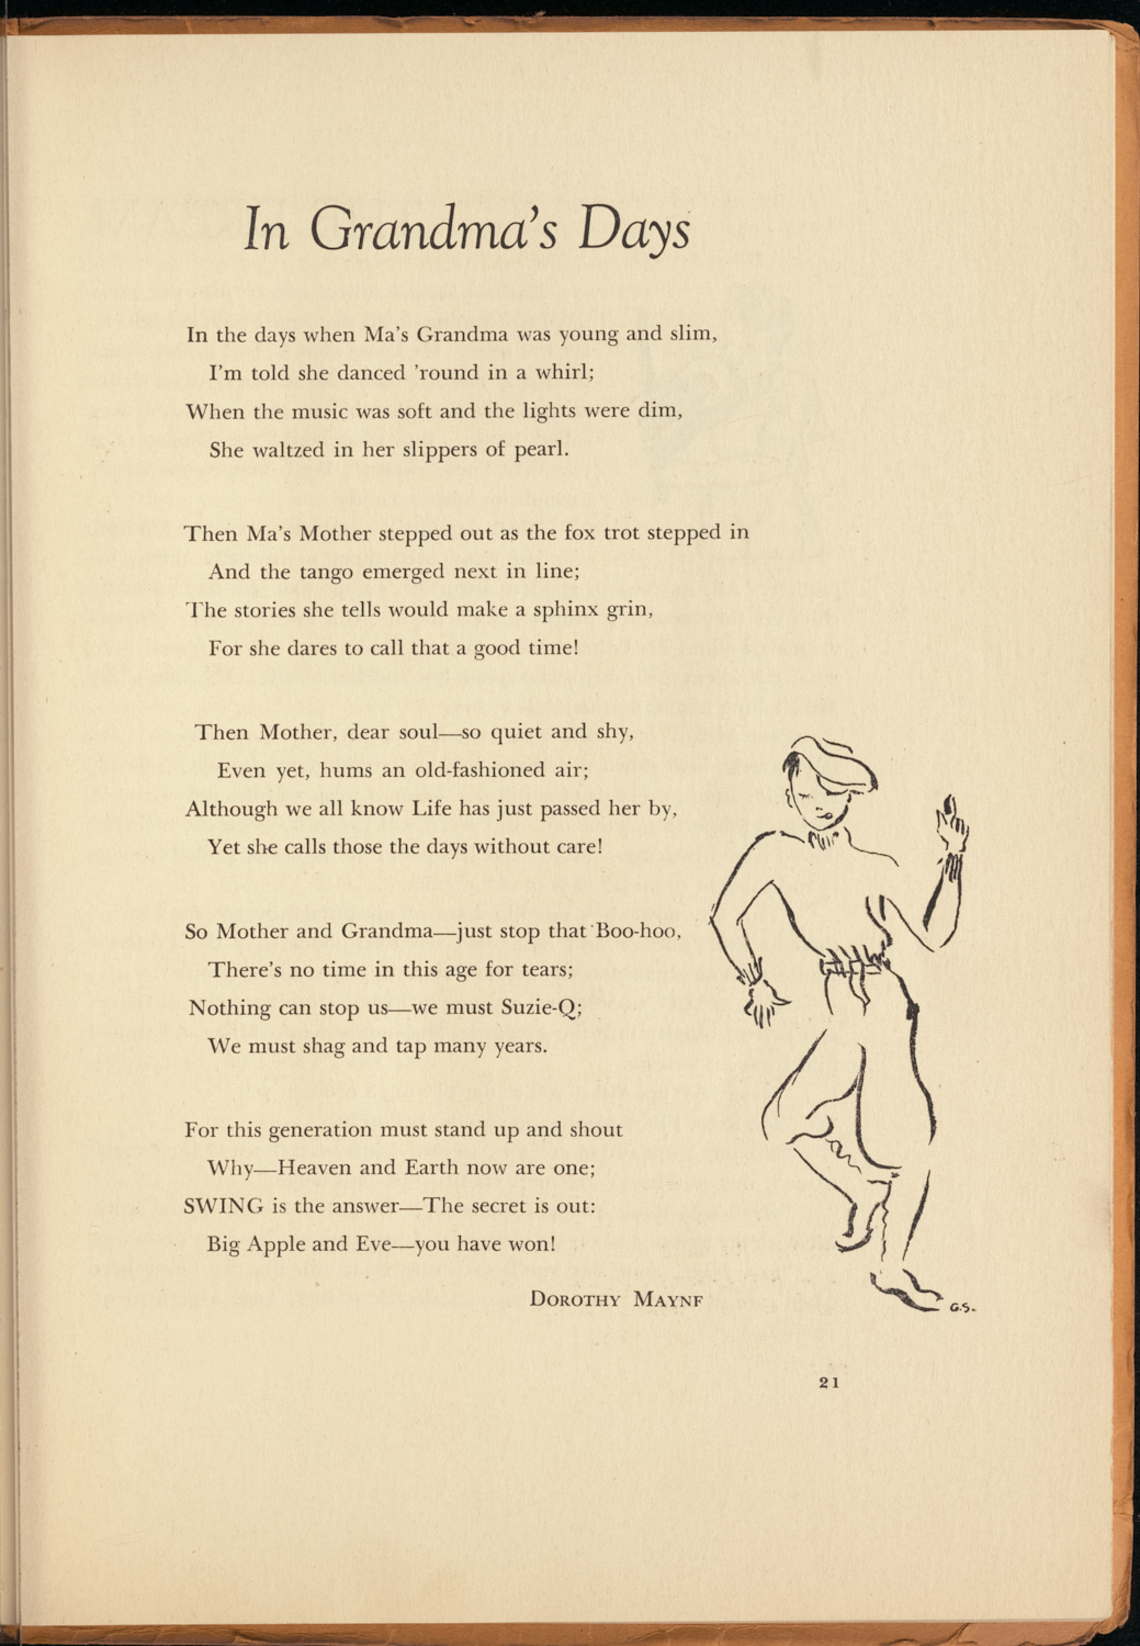 In Grandma's Days
In the days when Ma's Grandma was young and slim,
I'm told she danced 'round in a whirl;
When the music was soft and the lights were dim,
She waltzed in her slippers of pearl.
Then Ma's Mother stepped out as the fox trot stepped in
And the tango emerged next in line;
The stories she tells would make a sphinx grin,
For she dares to call that a good time!
Then Mother, dear soul—so quiet and shy,
Even yet, hums an old-fashioned air;
Although we all know Life has just passed her by,
Yet she calls those the days without care!
So Mother and Grandma—just stop that Boo-hoo,
There's no time in this age for tears;
Nothing can stop us—we must Suzie-Q;
We must shag and tap many years.
For this generation must stand up and shout
Why—Heaven and Earth now are one;
SWING is the answer—The secret is out:
Big Apple and Eve—you have won!
DOROTHY MAYNF
G.S.
21